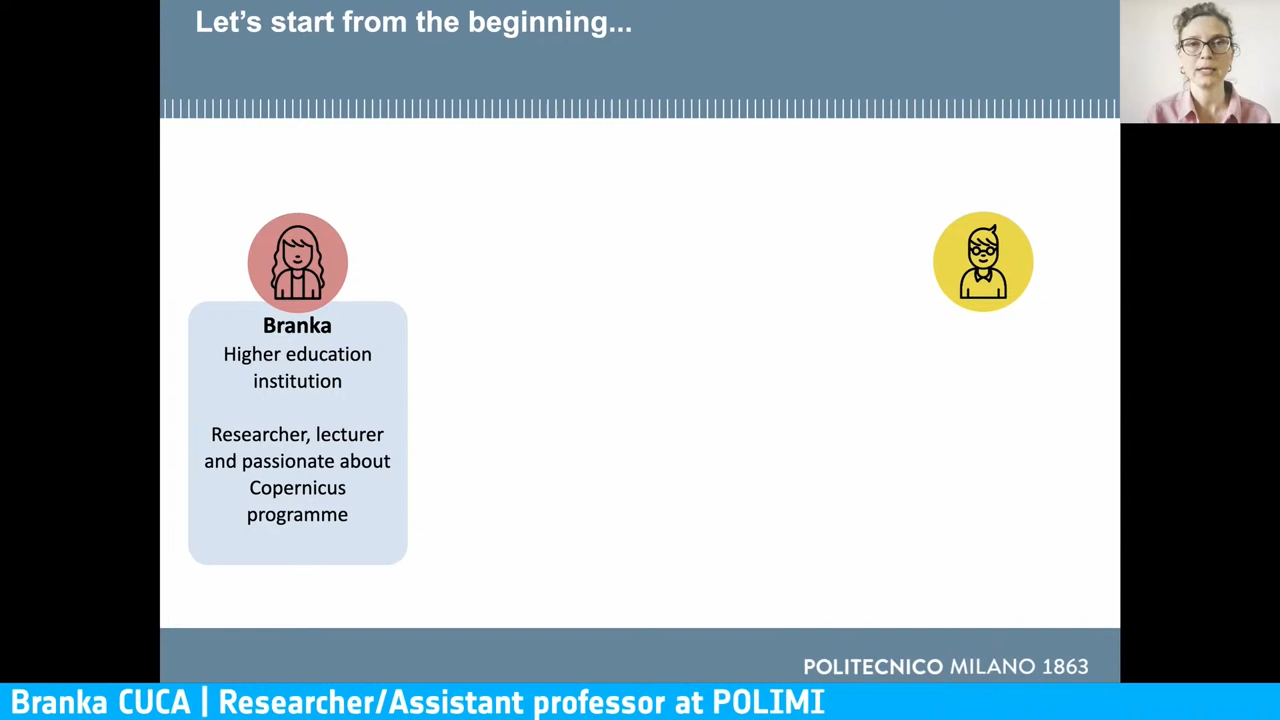 Let’s start from the beginning...
Branka
Higher education
institution
Researcher, lecturer
and passionate about
Copernicus
programme
POLITECNICO MILANO 1863
Branka CUCA | Researcher/Assistant professor at POLIMI